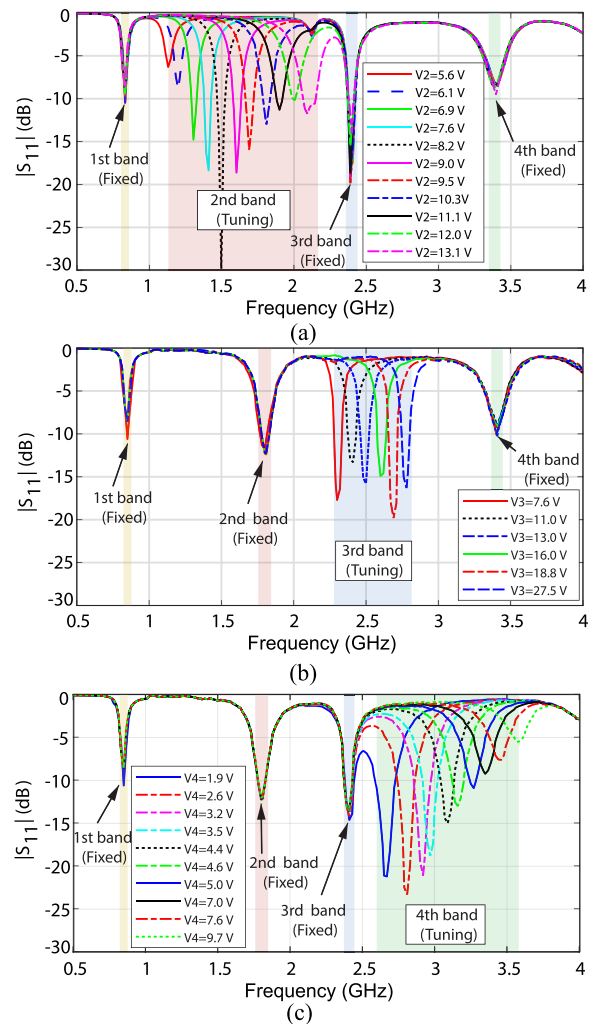 0
-5
-10
-15
-20
-25
-30
|S11| (dB)
1st band
(Fixed)
2nd band
(Tuning)
3rd band
(Fixed)
4th band
(Fixed)
V2=5.6 V
V2=6.1 V
V2=6.9 V
V2=7.6 V
V2=8.2 V
V2=9.0 V
V2=9.5 V
V2=10.3V
V2=11.1 V
V2=12.0 V
V2=13.1 V
0.5 1 1.5 2 2.5 3 3.5 4
Frequency (GHz)
(a)
0
-5
-10
-15
-20
-25
-30
|S11| (dB)
1st band
(Fixed)
2nd band
(Fixed)
3rd band
(Tuning)
4th band
(Fixed)
V3=7.6 V
V3=11.0 V
V3=13.0 V
V3=16.0 V
V3=18.8 V
V3=27.5 V
0.5 1 1.5 2 2.5 3 3.5 4
Frequency (GHz)
(b)
0
-5
-10
-15
-20
-25
-30
|S11| (dB)
1st band
(Fixed)
V4=1.9 V
V4=2.6 V
V4=3.2 V
V4=3.5 V
V4=4.4 V
V4=4.6 V
V4=5.0 V
V4=7.0 V
V4=7.6 V
V4=9.7 V
2nd band
(Fixed)
3rd band
(Fixed)
4th band
(Tuning)
0.5 1 1.5 2 2.5 3 3.5 4
Frequency (GHz)
(c)